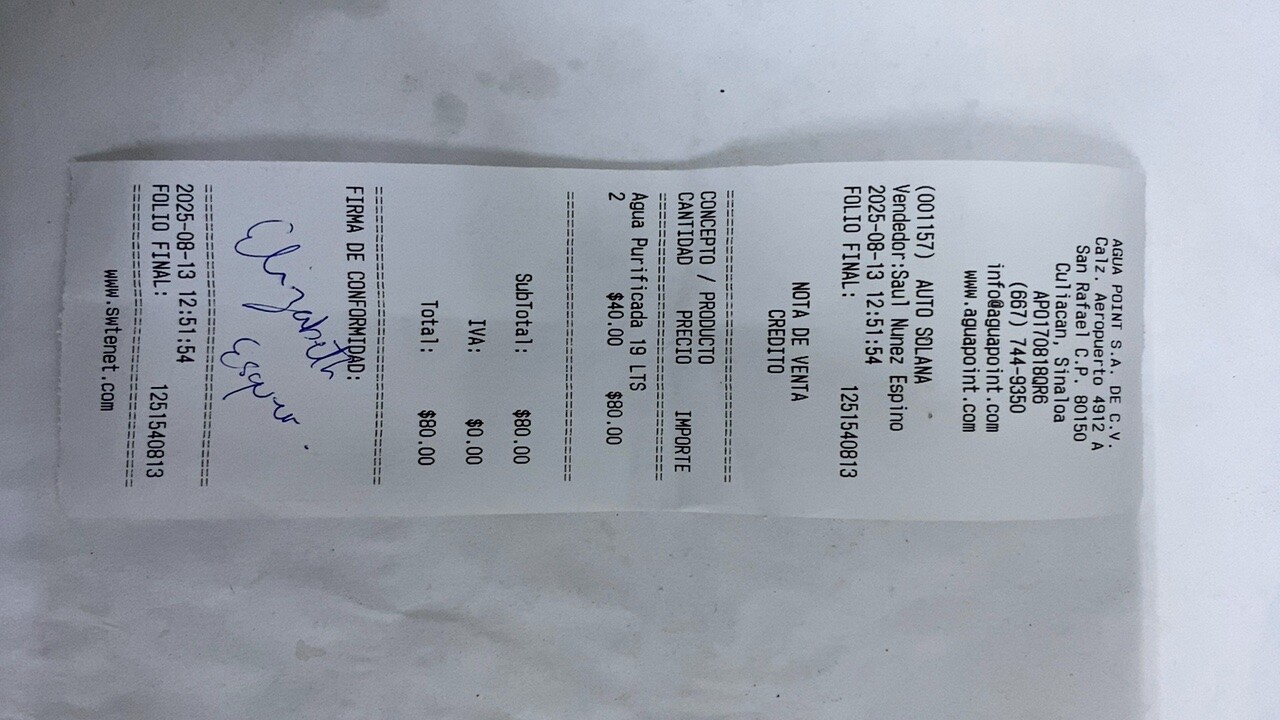 AGUA POINT S.A. DE C.V.
Calz. Aeropuerto 4912 A
San Rafael C.P. 80150
Culiacan, Sinaloa
APO170818QR6
(667) 744-9350
info@aguapoint.com
www.aguapoint.com
(001157) AUTO SOLANA
Vendedor:Saul Nunez Espino
2025-08-13 12:51:54
FOLIO FINAL: 1251540813
NOTA DE VENTA
CREDITO
================================
CONCEPTO / PRODUCTO
CANTIDAD PRECIO IMPORTE
================================
Agua Purificada 19 LTS
2 $40.00 $80.00
================================
SubTotal: $80.00
IVA: $0.00
Total: $80.00
================================
FIRMA DE CONFORMIDAD:
Elizabeth
================================
2025-08-13 12:51:54
FOLIO FINAL: 1251540813
================================
www.swtenet.com